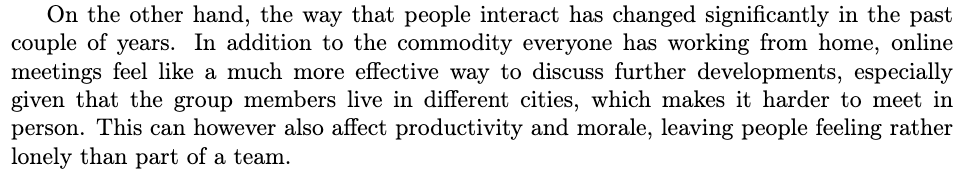 On the other hand, the way that people interact has changed significantly in the past
couple of years. In addition to the commodity everyone has working from home, online
meetings feel like a much more effective way to discuss further developments, especially
given that the group members live in different cities, which makes it harder to meet in
person. This can however also affect productivity and morale, leaving people feeling rather
lonely than part of a team.